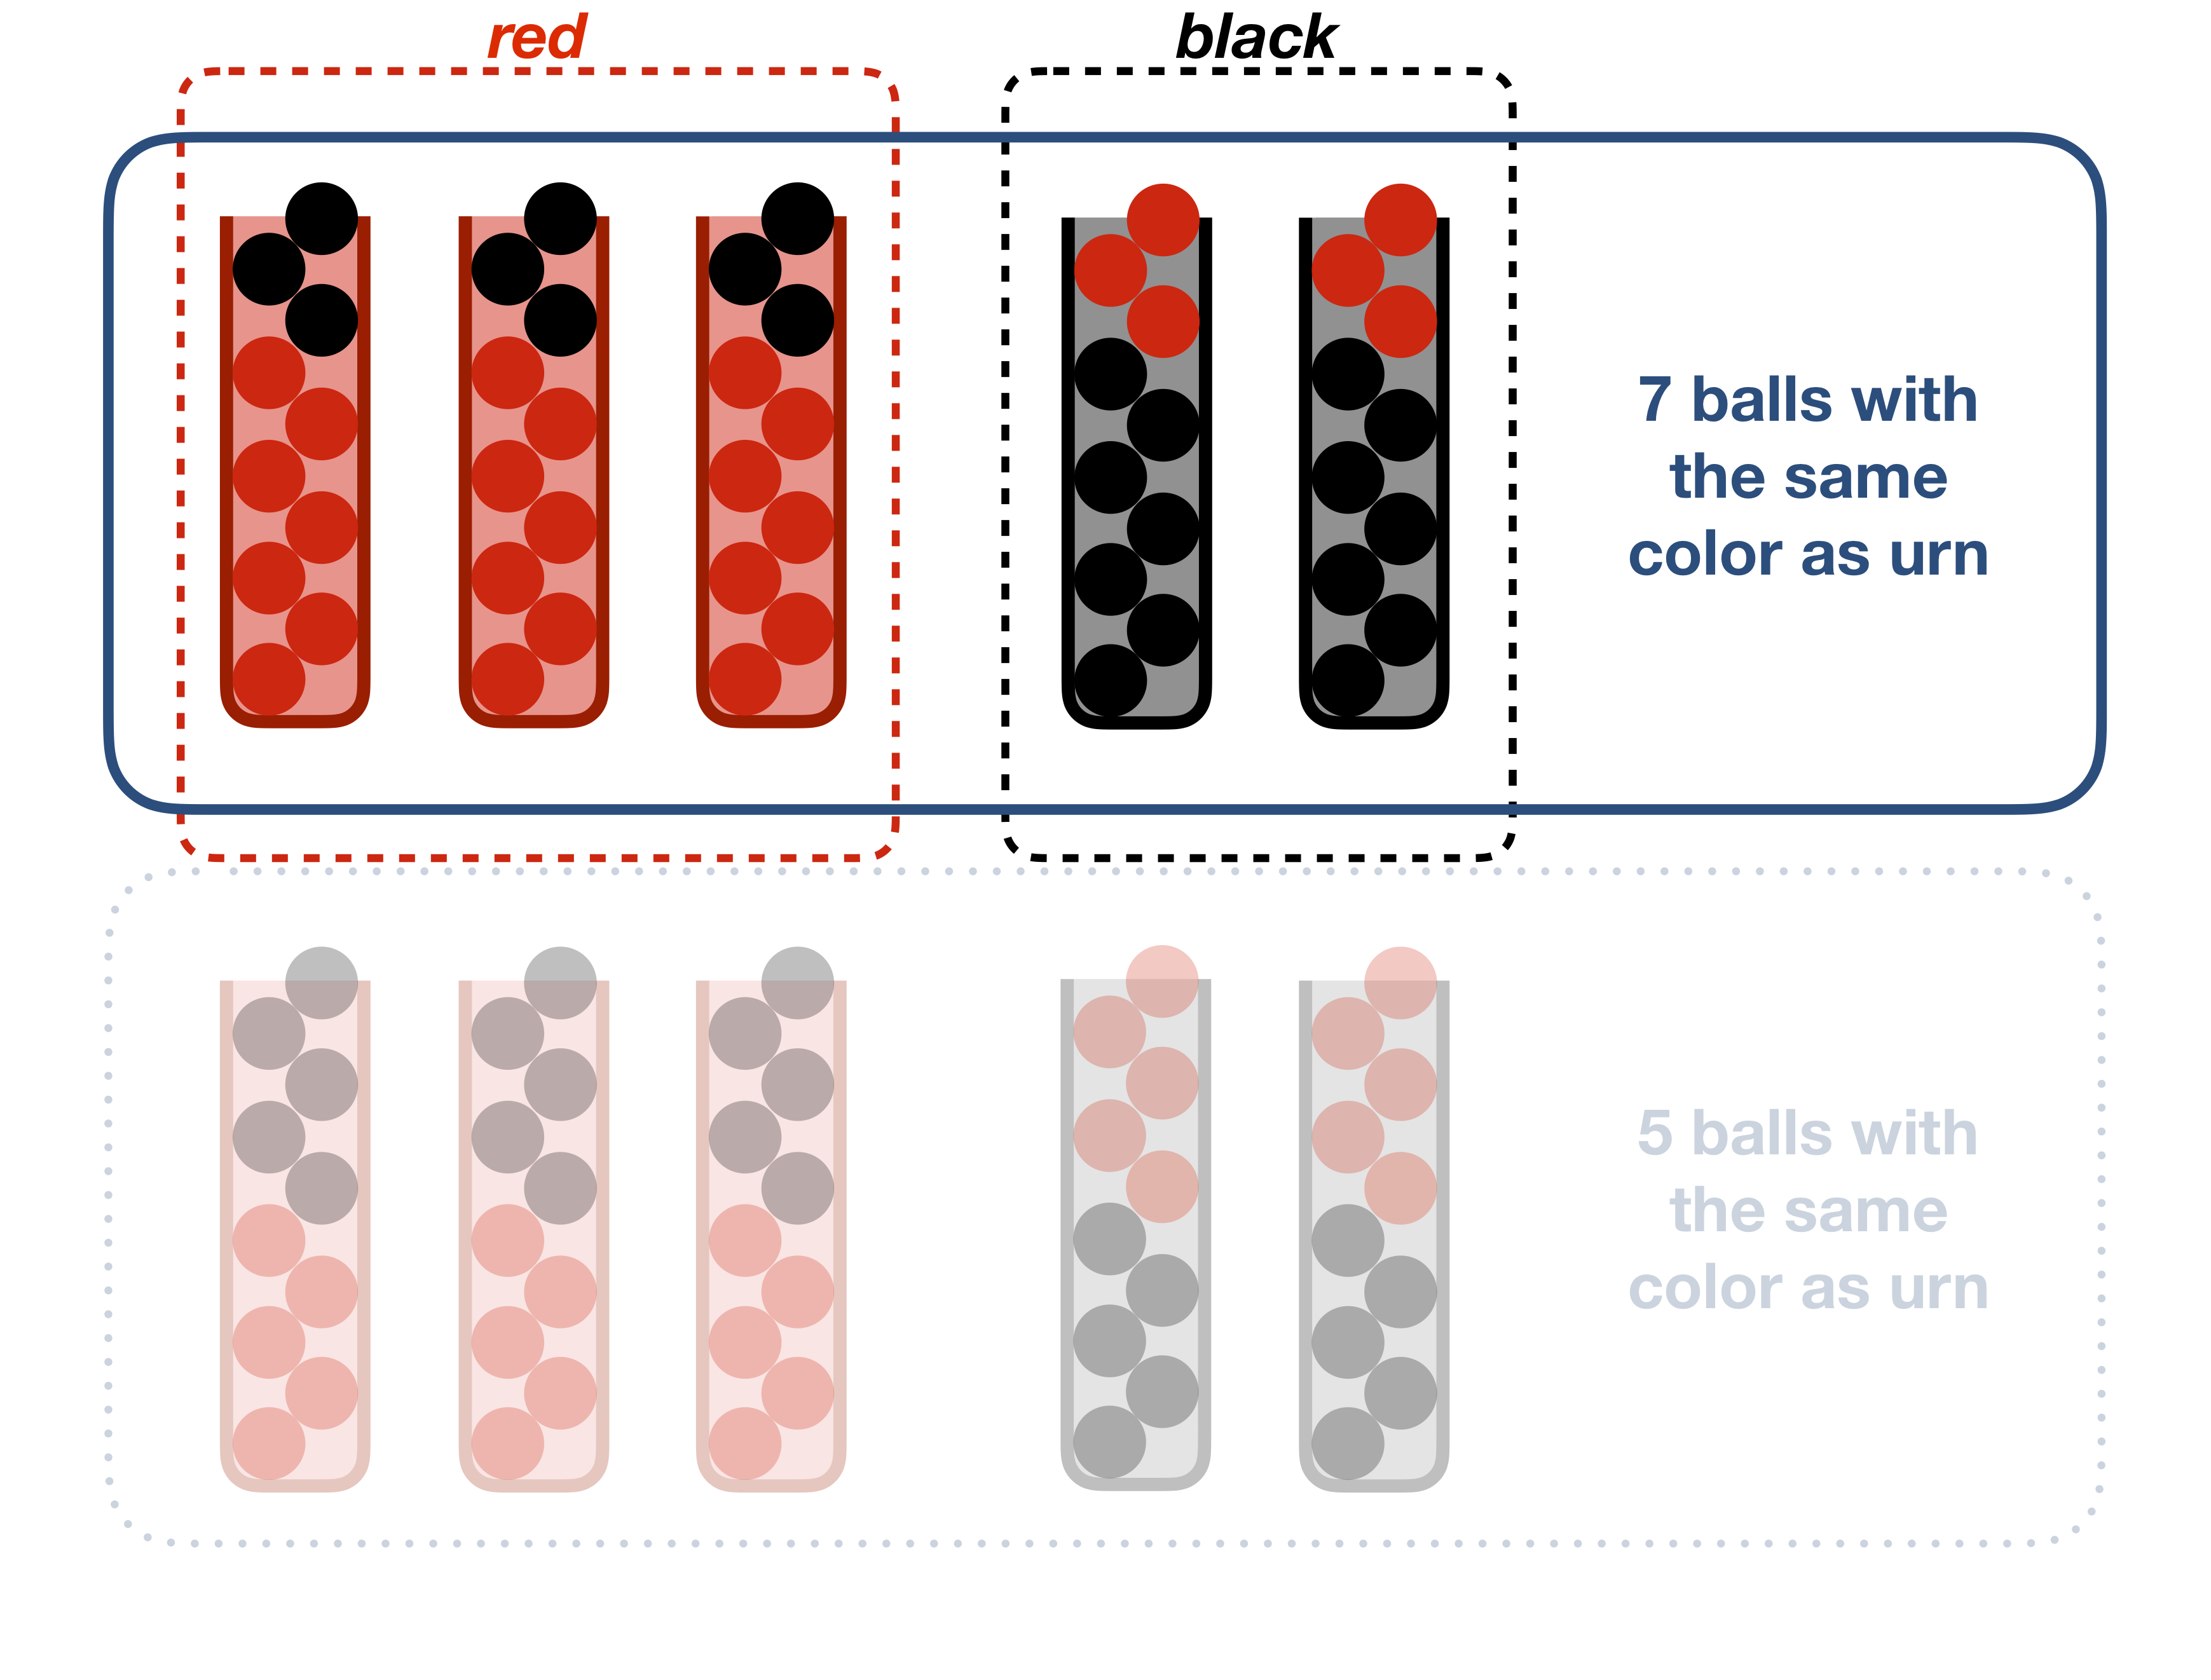 red
black
7 balls with
the same
color as urn
5 balls with
the same
color as urn